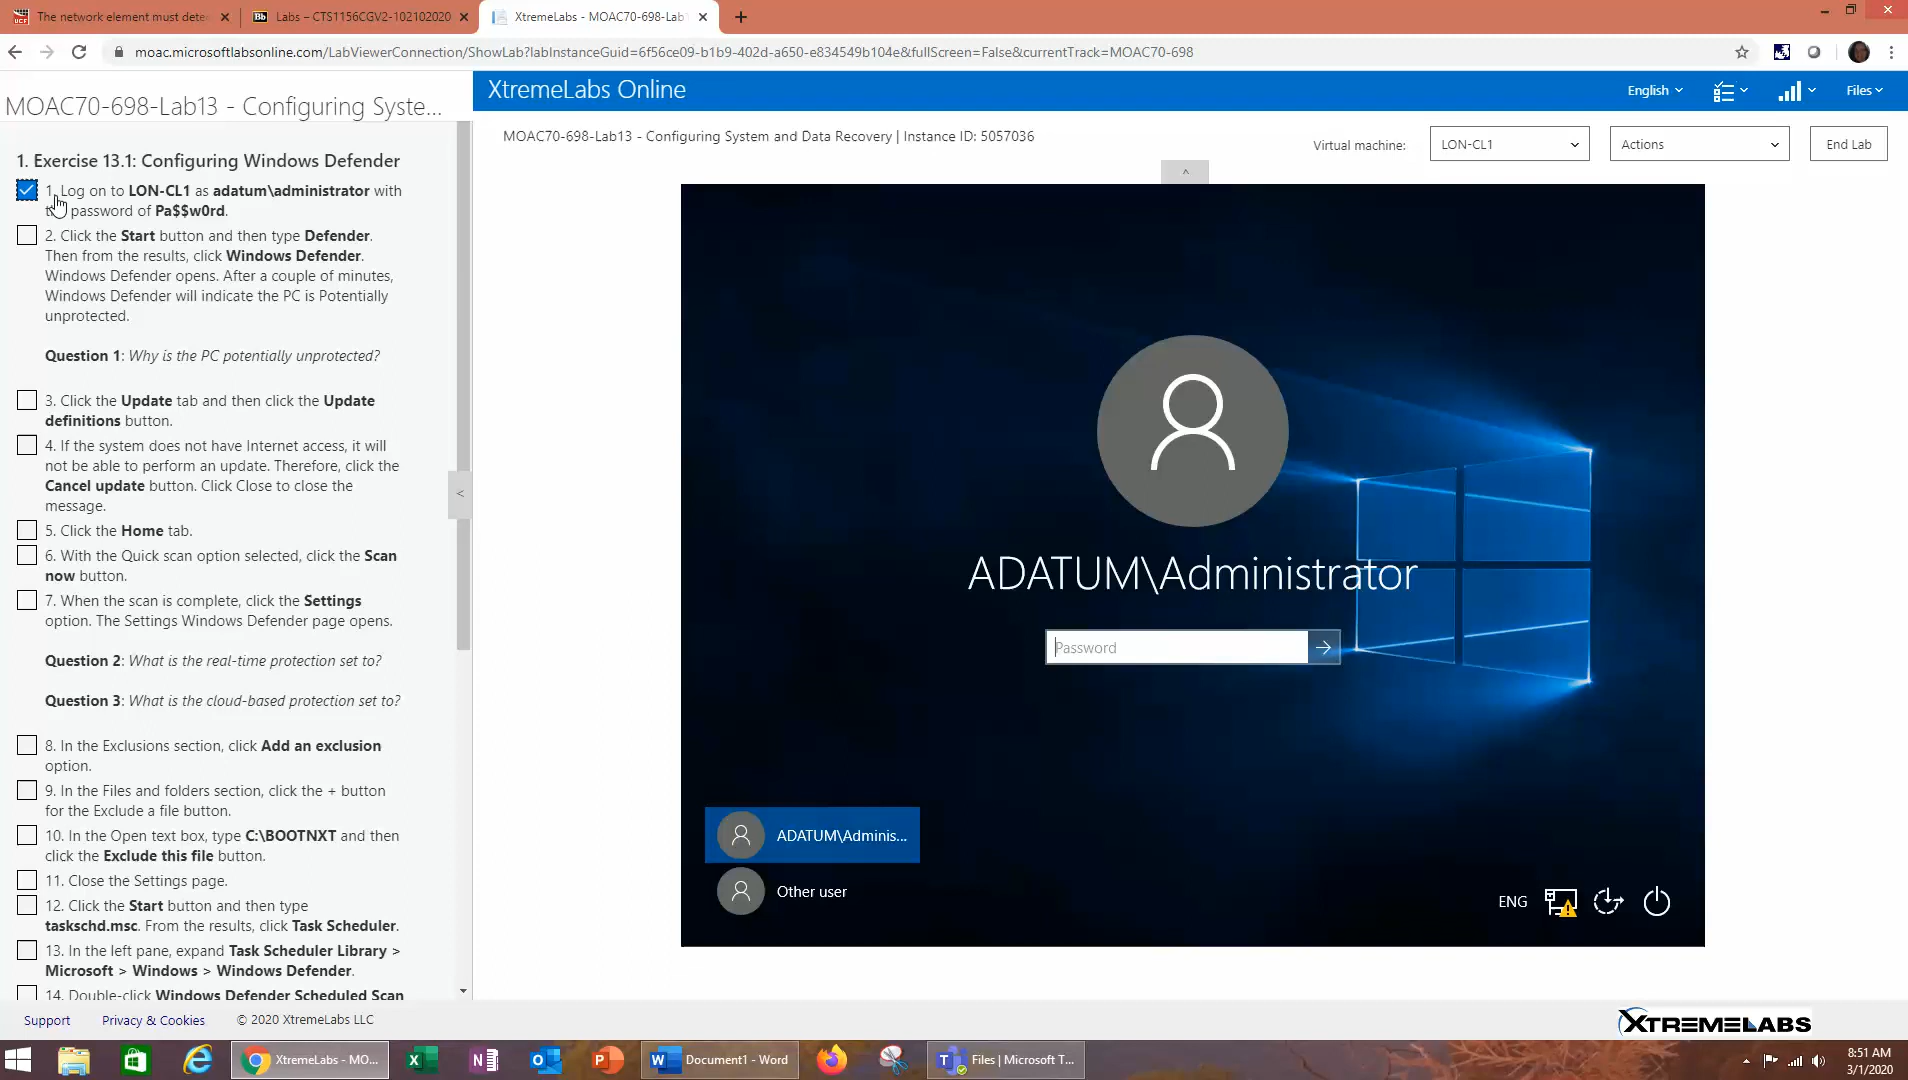 The network element must dete
Labs – CTS1156CGV2-102102020
XtremeLabs - MOAC70-698-Lab1
moac.microsoftlabsonline.com/LabViewerConnection/ShowLab?labInstanceGuid=6f56ce09-b1b9-402d-a650-e834549b104e&fullScreen=False&currentTrack=MOAC70-698
MOAC70-698-Lab13 - Configuring Syste...
XtremeLabs Online
English
Files
MOAC70-698-Lab13 - Configuring System and Data Recovery | Instance ID: 5057036
Virtual machine:
LON-CL1
Actions
End Lab
1. Exercise 13.1: Configuring Windows Defender
1. Log on to LON-CL1 as adatum\administrator with
password of Pa$$w0rd.
2. Click the Start button and then type Defender.
Then from the results, click Windows Defender.
Windows Defender opens. After a couple of minutes,
Windows Defender will indicate the PC is Potentially
unprotected.
Question 1: Why is the PC potentially unprotected?
3. Click the Update tab and then click the Update
definitions button.
4. If the system does not have Internet access, it will
not be able to perform an update. Therefore, click the
Cancel update button. Click Close to close the
message.
5. Click the Home tab.
6. With the Quick scan option selected, click the Scan
now button.
7. When the scan is complete, click the Settings
option. The Settings Windows Defender page opens.
Question 2: What is the real-time protection set to?
Question 3: What is the cloud-based protection set to?
8. In the Exclusions section, click Add an exclusion
option.
9. In the Files and folders section, click the + button
for the Exclude a file button.
10. In the Open text box, type C:\BOOTNXT and then
click the Exclude this file button.
11. Close the Settings page.
12. Click the Start button and then type
taskschd.msc. From the results, click Task Scheduler.
13. In the left pane, expand Task Scheduler Library >
Microsoft > Windows > Windows Defender.
14. Double-click Windows Defender Scheduled Scan
ADATUM\Administrator
Password
ADATUM\Adminis...
Other user
ENG
Support
Privacy & Cookies
© 2020 XtremeLabs LLC
XTREMELABS
XtremeLabs - MO...
Document1 - Word
Files | Microsoft T...
8:51 AM
3/1/2020